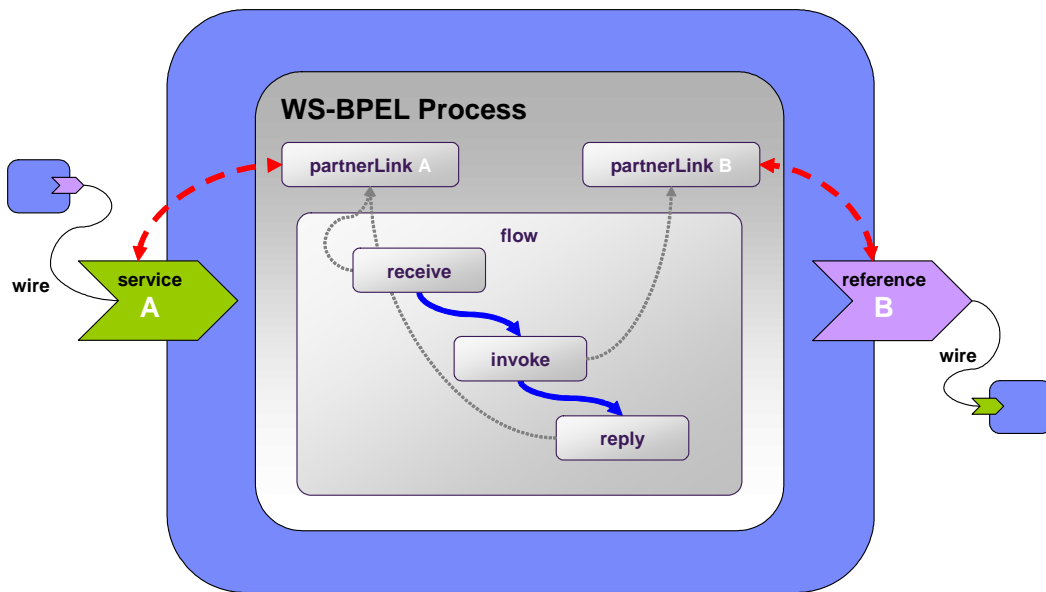 WS-BPEL Process
partnerLink A
partnerLink B
flow
service
A
wire
receive
reference
B
invoke
wire
reply